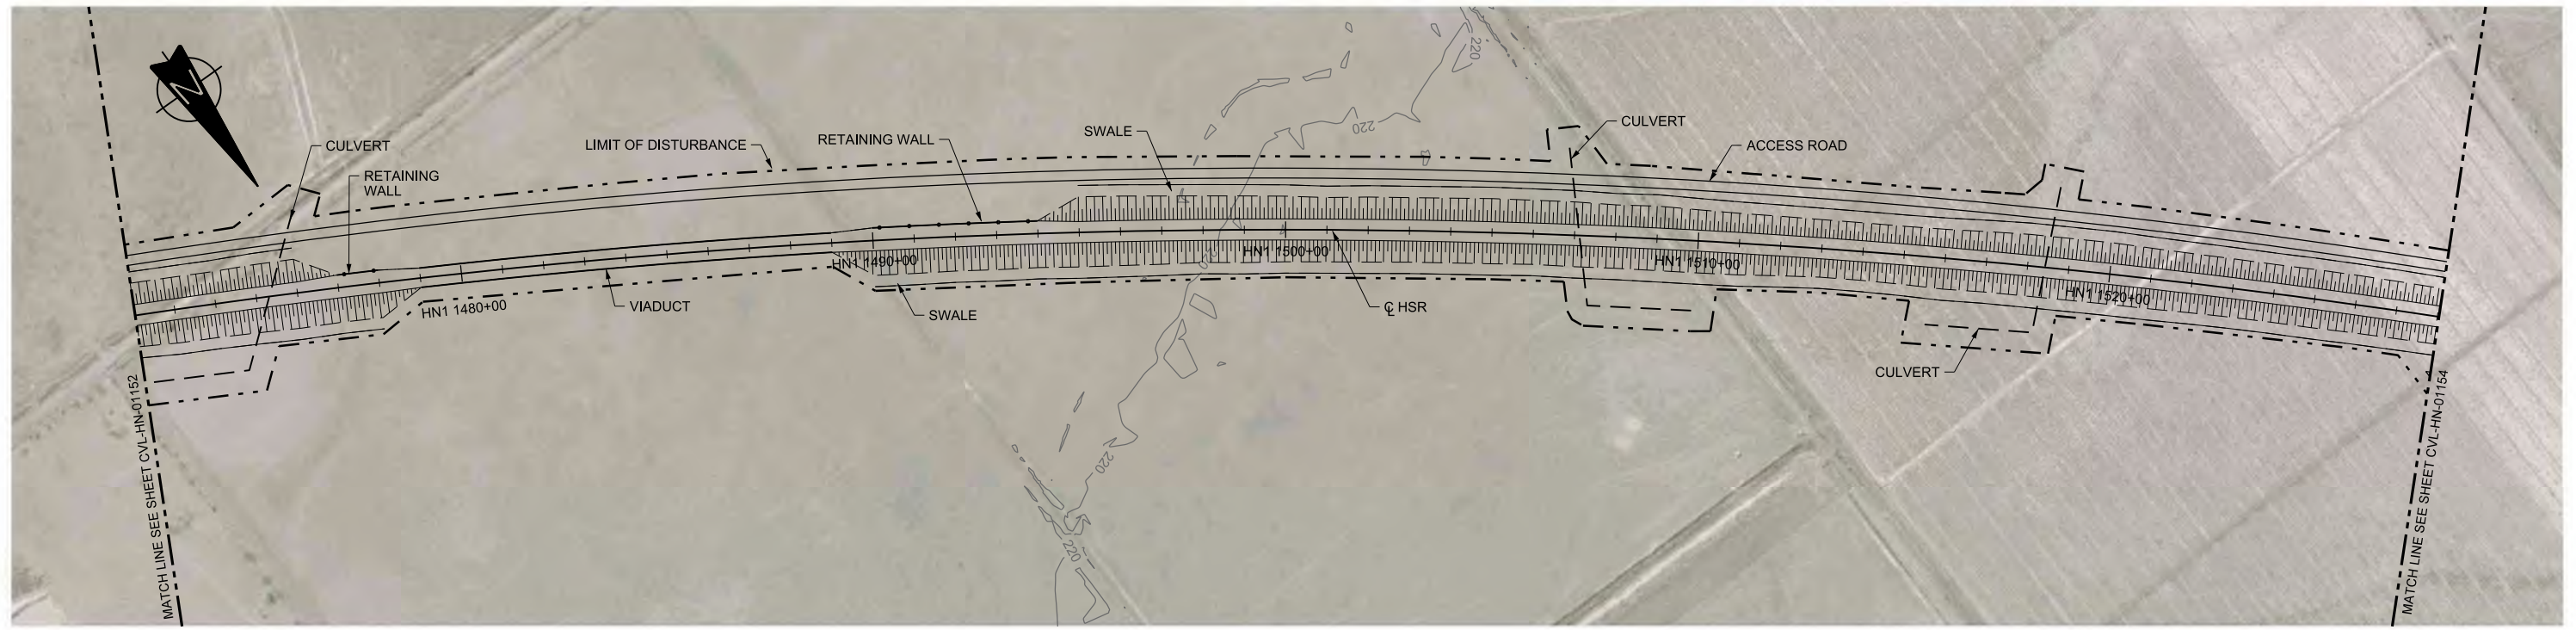 N
CULVERT
RETAINING
WALL
LIMIT OF DISTURBANCE
RETAINING WALL
SWALE
220
220
CULVERT
ACCESS ROAD
HN1 1480+00
VIADUCT
HN1 1490+00
SWALE
220
HN1 1500+00
℄ HSR
HN1 1510+00
HN1 1520+00
CULVERT
220
220
MATCH LINE SEE SHEET CVL-HN-01152
MATCH LINE SEE SHEET CVL-HN-01154